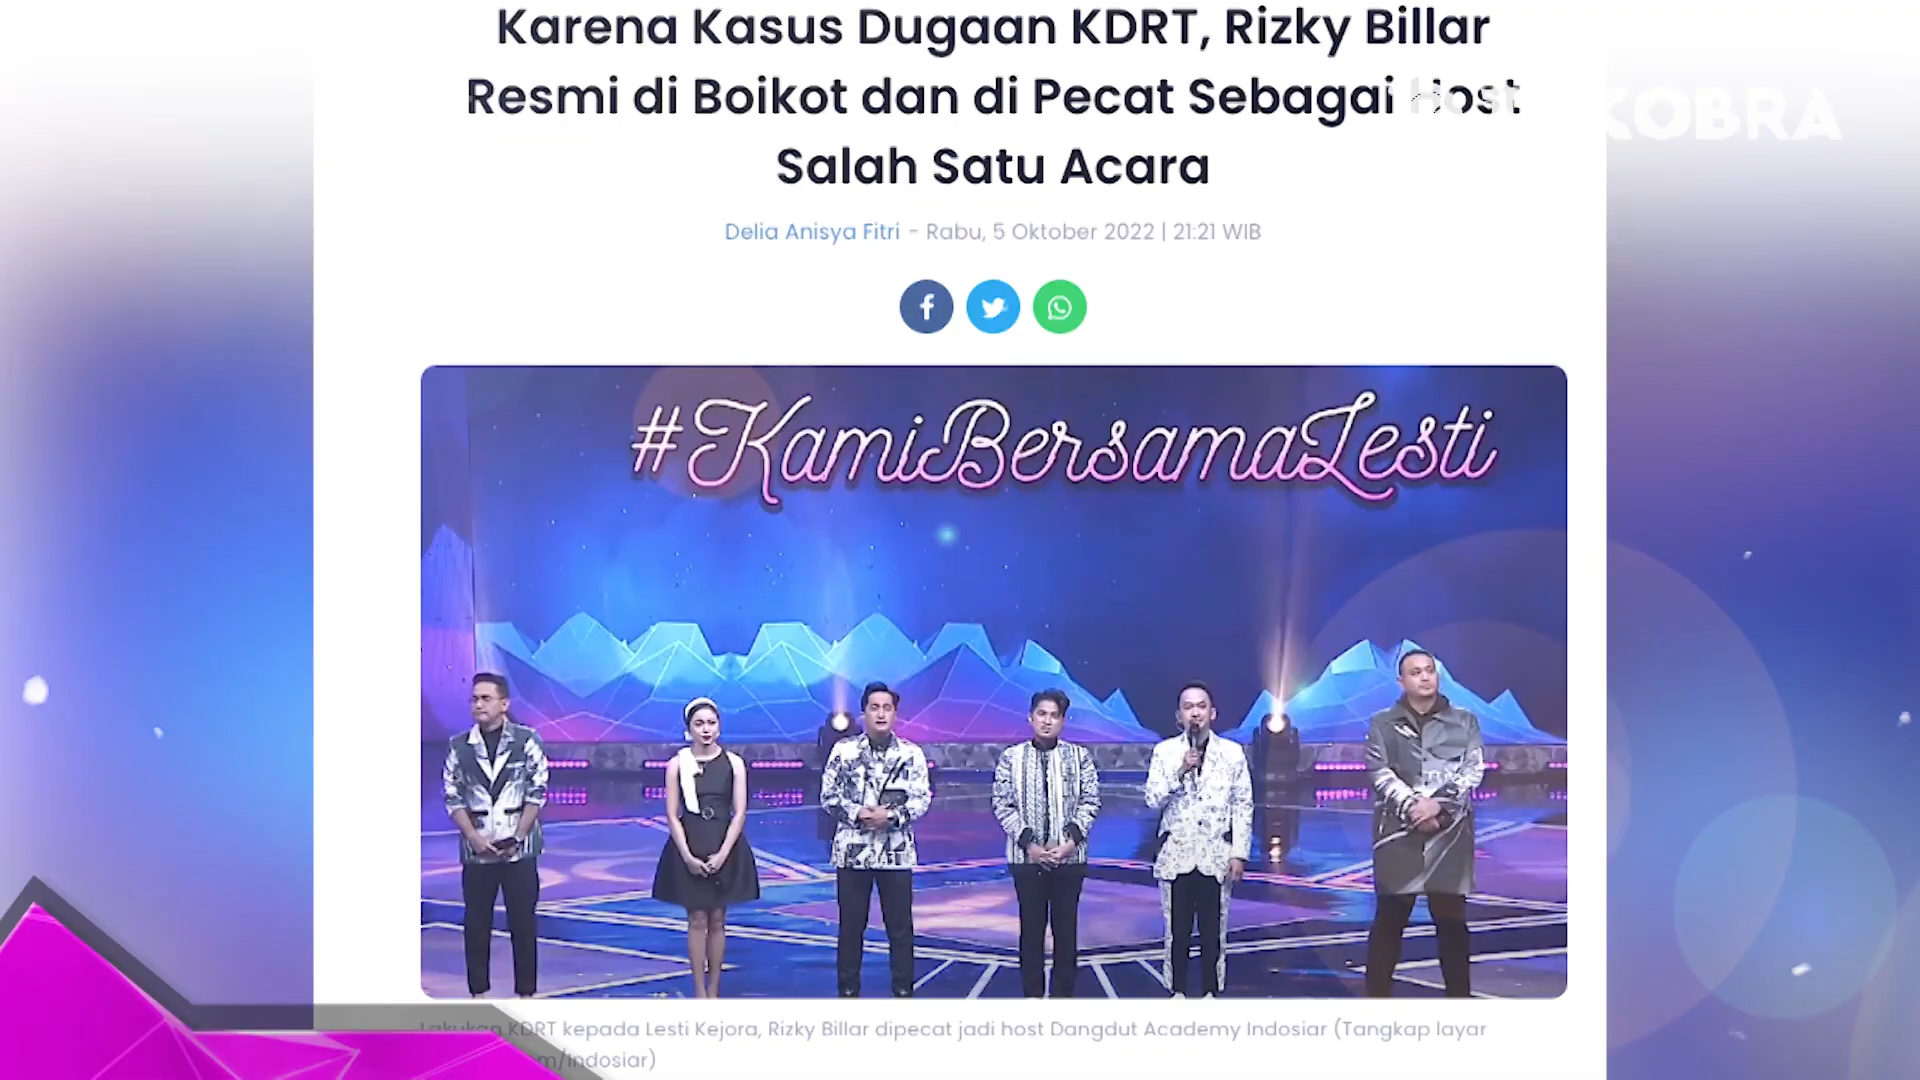 Karena Kasus Dugaan KDRT, Rizky Billar
Resmi di Boikot dan di Pecat Sebagai Host
Salah Satu Acara
KOBRA
Delia Anisya Fitri - Rabu, 5 Oktober 2022 | 21:21 WIB
#KamiBersamaLesti
Lakukan KDRT kepada Lesti Kejora, Rizky Billar dipecat jadi host Dangdut Academy Indosiar (Tangkap layar
m/Indosiar)